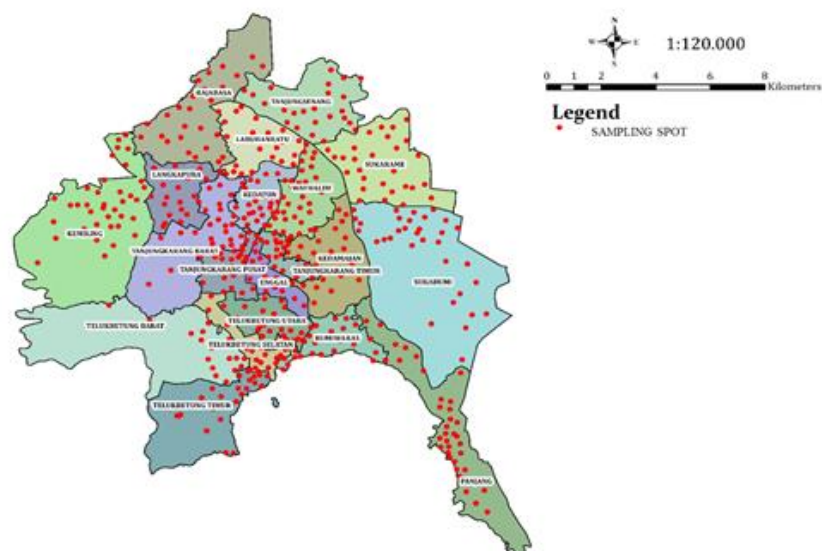 N
W E
S
1:120.000
0 1 2 4 6 8
Kilometers
Legend
SAMPLING SPOT
RAJABASA
TANJUNGSENANG
LABUHANRATU
SUKARAME
LANGKAPURA
KEDATON
WAY HALIM
KEMILING
TANJUNGKARANG BARAT
KEDAMAIAN
TANJUNGKARANG PUSAT
TANJUNGKARANG TIMUR
ENGGAL
SUKABUMI
TELUKBETUNG BARAT
TELUKBETUNG UTARA
BUMIWARAS
TELUKBETUNG SELATAN
TELUKBETUNG TIMUR
PANJANG